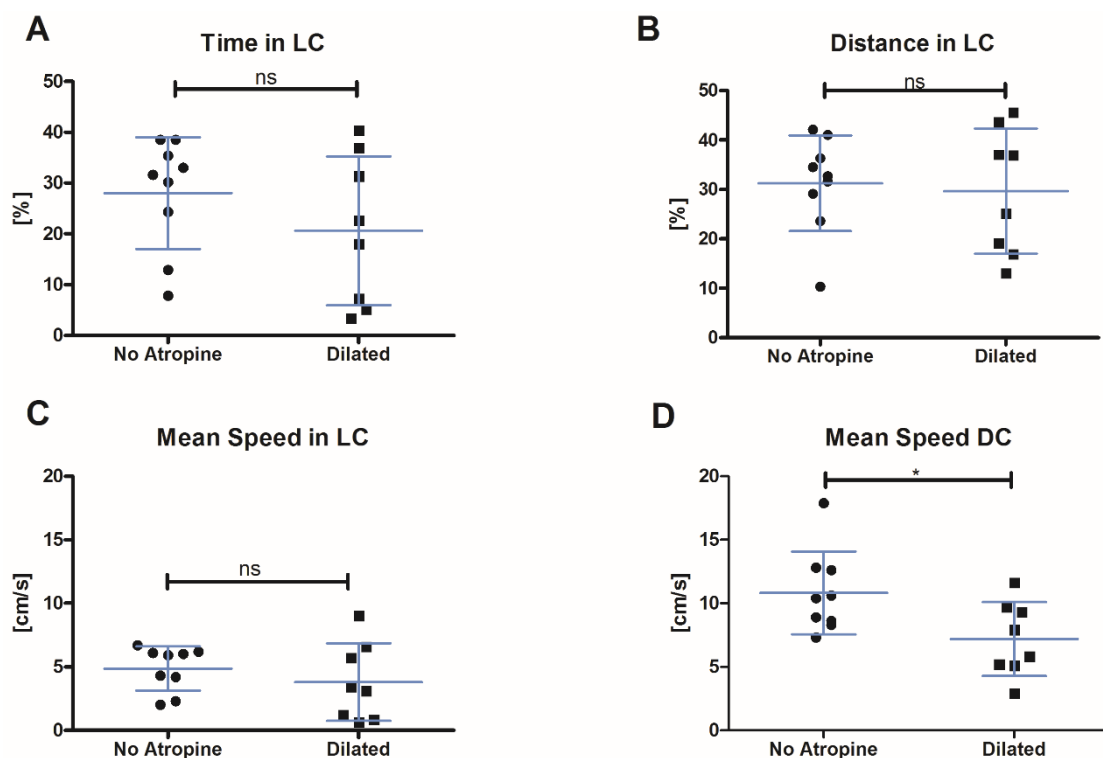 A
Time in LC
ns
50
40
30
20
10
0
[%]
No Atropine
Dilated
B
Distance in LC
ns
50
40
30
20
10
0
[%]
No Atropine
Dilated
C
Mean Speed in LC
ns
20
15
10
5
0
[cm/s]
No Atropine
Dilated
D
Mean Speed DC
*
20
15
10
5
0
[cm/s]
No Atropine
Dilated